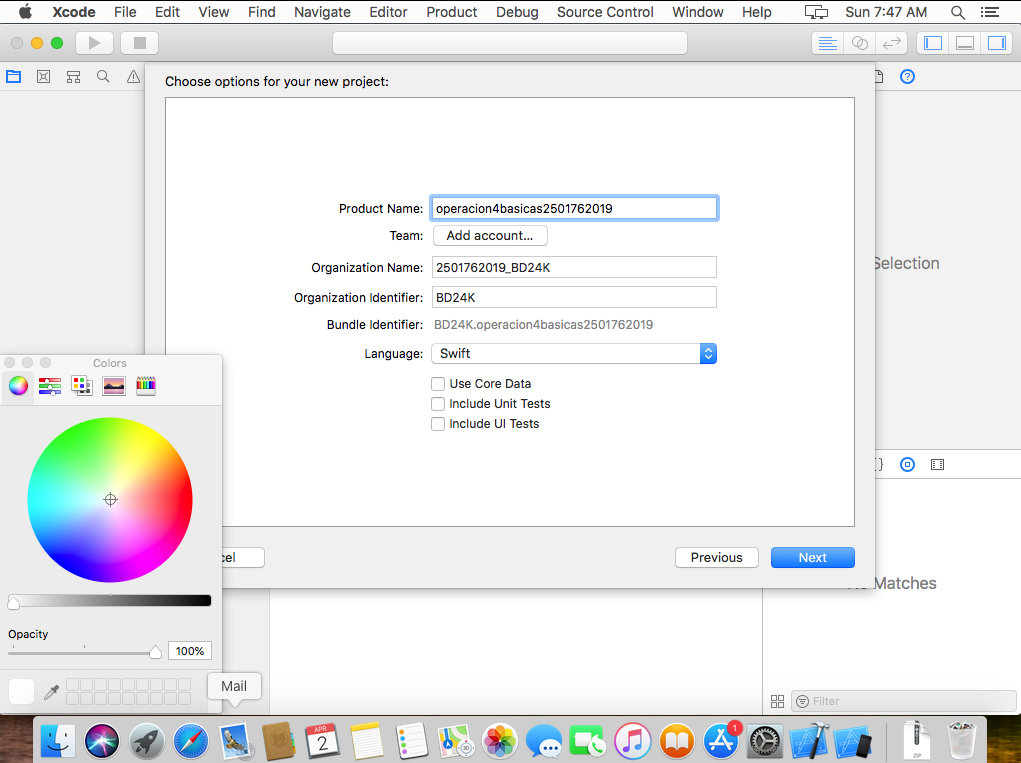 Xcode File Edit View Find Navigate Editor Product Debug Source Control Window Help Sun 7:47 AM
Choose options for your new project:
Product Name: operacion4basicas2501762019
Team: Add account...
Organization Name: 2501762019_BD24K
Organization Identifier: BD24K
Bundle Identifier: BD24K.operacion4basicas2501762019
Language: Swift
Use Core Data
Include Unit Tests
Include UI Tests
Previous Next
Selection
Matches
Filter
Colors
Opacity
100%
Mail
APR
2
1
ZIP